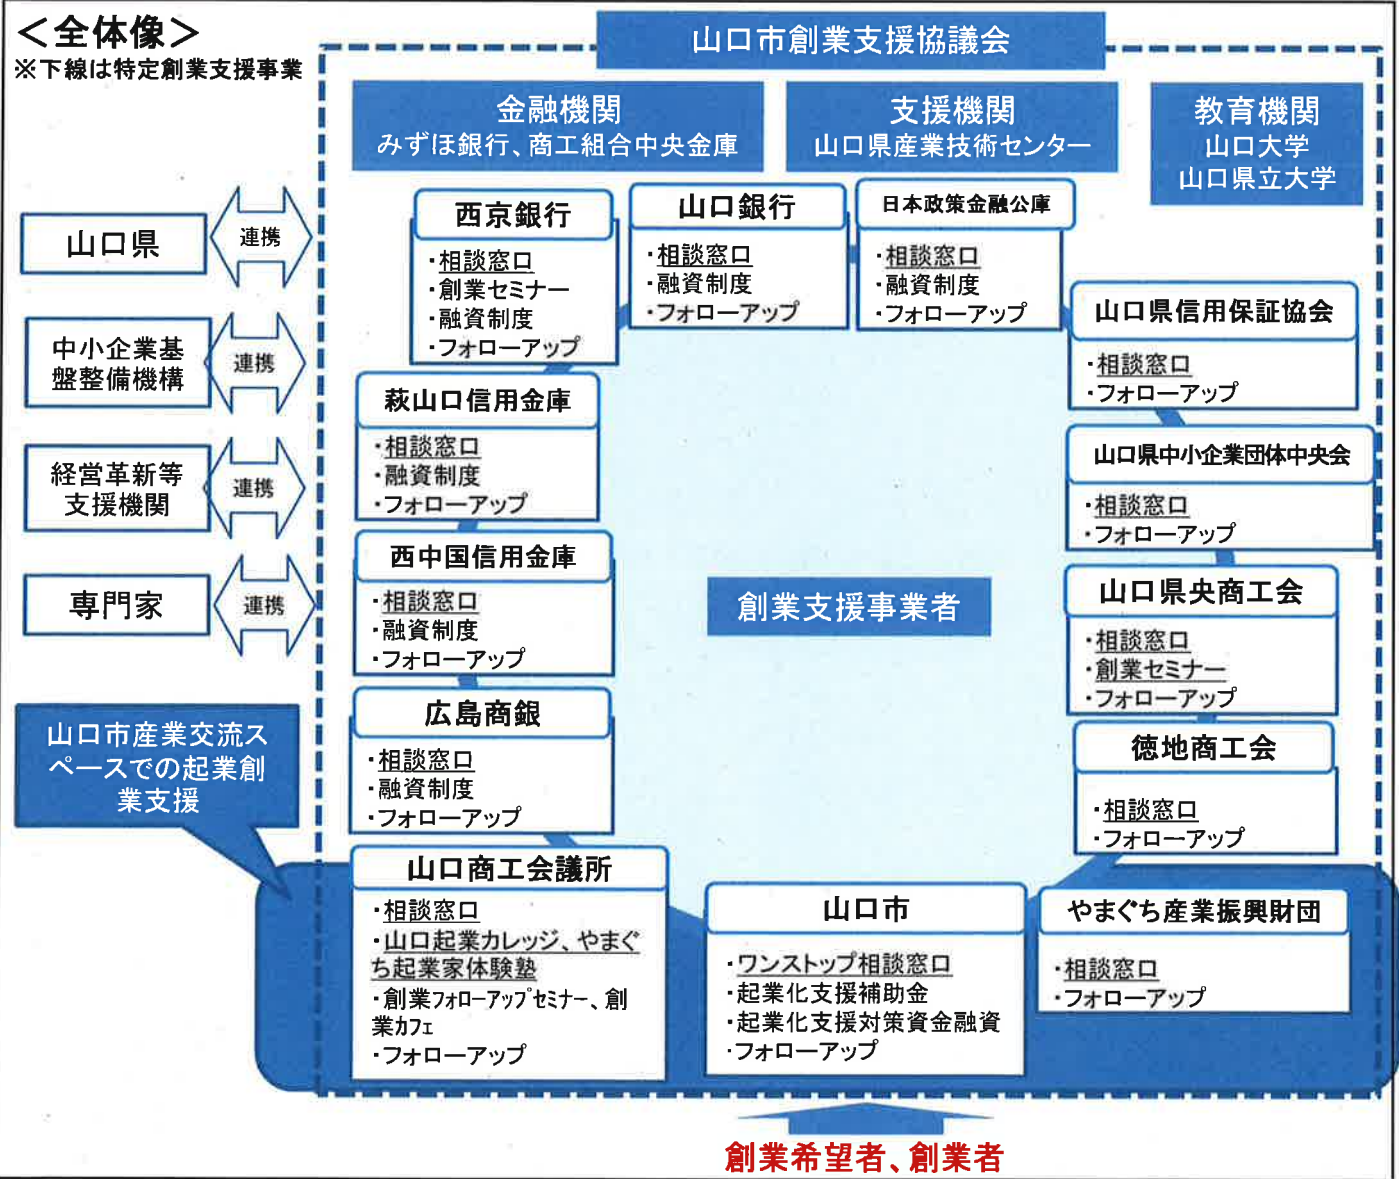 ＜全体像＞
※下線は特定創業支援事業
山口市創業支援協議会
金融機関
みずほ銀行、商工組合中央金庫
支援機関
山口県産業技術センター
教育機関
山口大学
山口県立大学
山口県
連携
中小企業基
盤整備機構
連携
経営革新等
支援機関
連携
専門家
連携
山口市産業交流ス
ペースでの起業創
業支援
西京銀行
・相談窓口
・創業セミナー
・融資制度
・フォローアップ
山口銀行
・相談窓口
・融資制度
・フォローアップ
日本政策金融公庫
・相談窓口
・融資制度
・フォローアップ
山口県信用保証協会
・相談窓口
・フォローアップ
山口県中小企業団体中央会
・相談窓口
・フォローアップ
山口県央商工会
・相談窓口
・創業セミナー
・フォローアップ
徳地商工会
・相談窓口
・フォローアップ
萩山口信用金庫
・相談窓口
・融資制度
・フォローアップ
西中国信用金庫
・相談窓口
・融資制度
・フォローアップ
広島商銀
・相談窓口
・融資制度
・フォローアップ
創業支援事業者
山口商工会議所
・相談窓口
・山口起業カレッジ、やまぐ
ち起業家体験塾
・創業フォローアップセミナー、創
業カフェ
・フォローアップ
山口市
・ワンストップ相談窓口
・起業化支援補助金
・起業化支援対策資金融資
・フォローアップ
やまぐち産業振興財団
・相談窓口
・フォローアップ
創業希望者、創業者